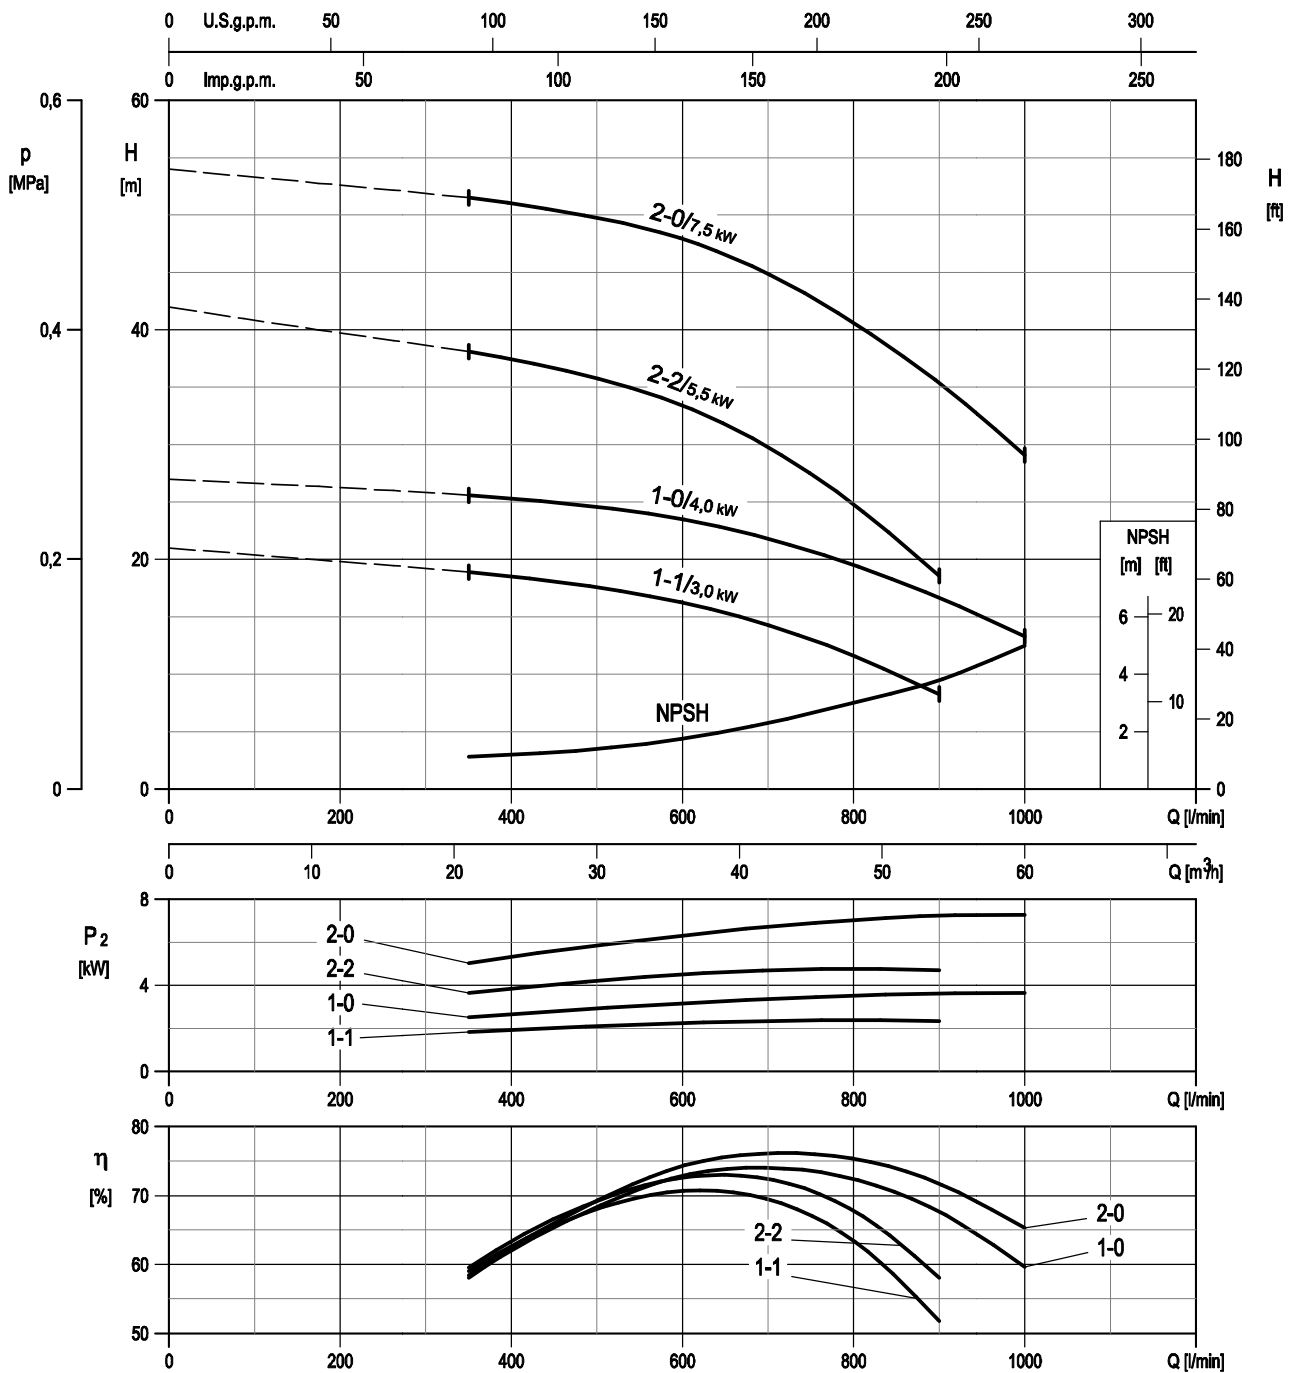 0 U.S.g.p.m. 50 100 150 200 250 300
0 Imp.g.p.m. 50 100 150 200 250
0,6 60
p H 180
[MPa] [m] H
[ft]
2-0/7,5 kW 160
140
0,4 40
120
2-2/5,5 kW
100
1-0/4,0 kW 80
NPSH
0,2 20 [m] [ft]
1-1/3,0 kW 60
6 20
40
4
10
NPSH 20
2
0 0 0
0 200 400 600 800 1000 Q [l/min]
0 10 20 30 40 50 60 Q [m³/h]
8
P2 2-0
[kW] 2-2
4
1-0
1-1
0
0 200 400 600 800 1000 Q [l/min]
80
η
[%] 70
2-0
2-2
1-0
60 1-1
50
0 200 400 600 800 1000 Q [l/min]